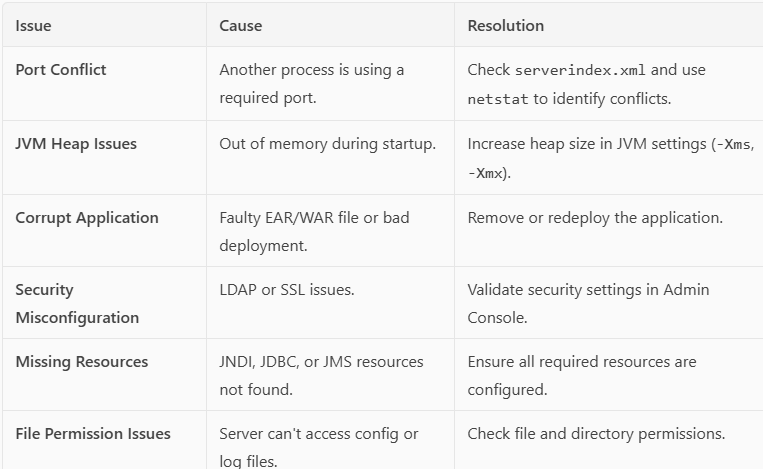 Issue Cause Resolution
Port Conflict Another process is using a Check serverindex.xml and use
required port. netstat to identify conflicts.
JVM Heap Issues Out of memory during startup. Increase heap size in JVM settings (-Xms,
-Xmx).
Corrupt Application Faulty EAR/WAR file or bad Remove or redeploy the application.
deployment.
Security LDAP or SSL issues. Validate security settings in Admin
Misconfiguration Console.
Missing Resources JNDI, JDBC, or JMS resources Ensure all required resources are
not found. configured.
File Permission Issues Server can't access config or Check file and directory permissions.
log files.